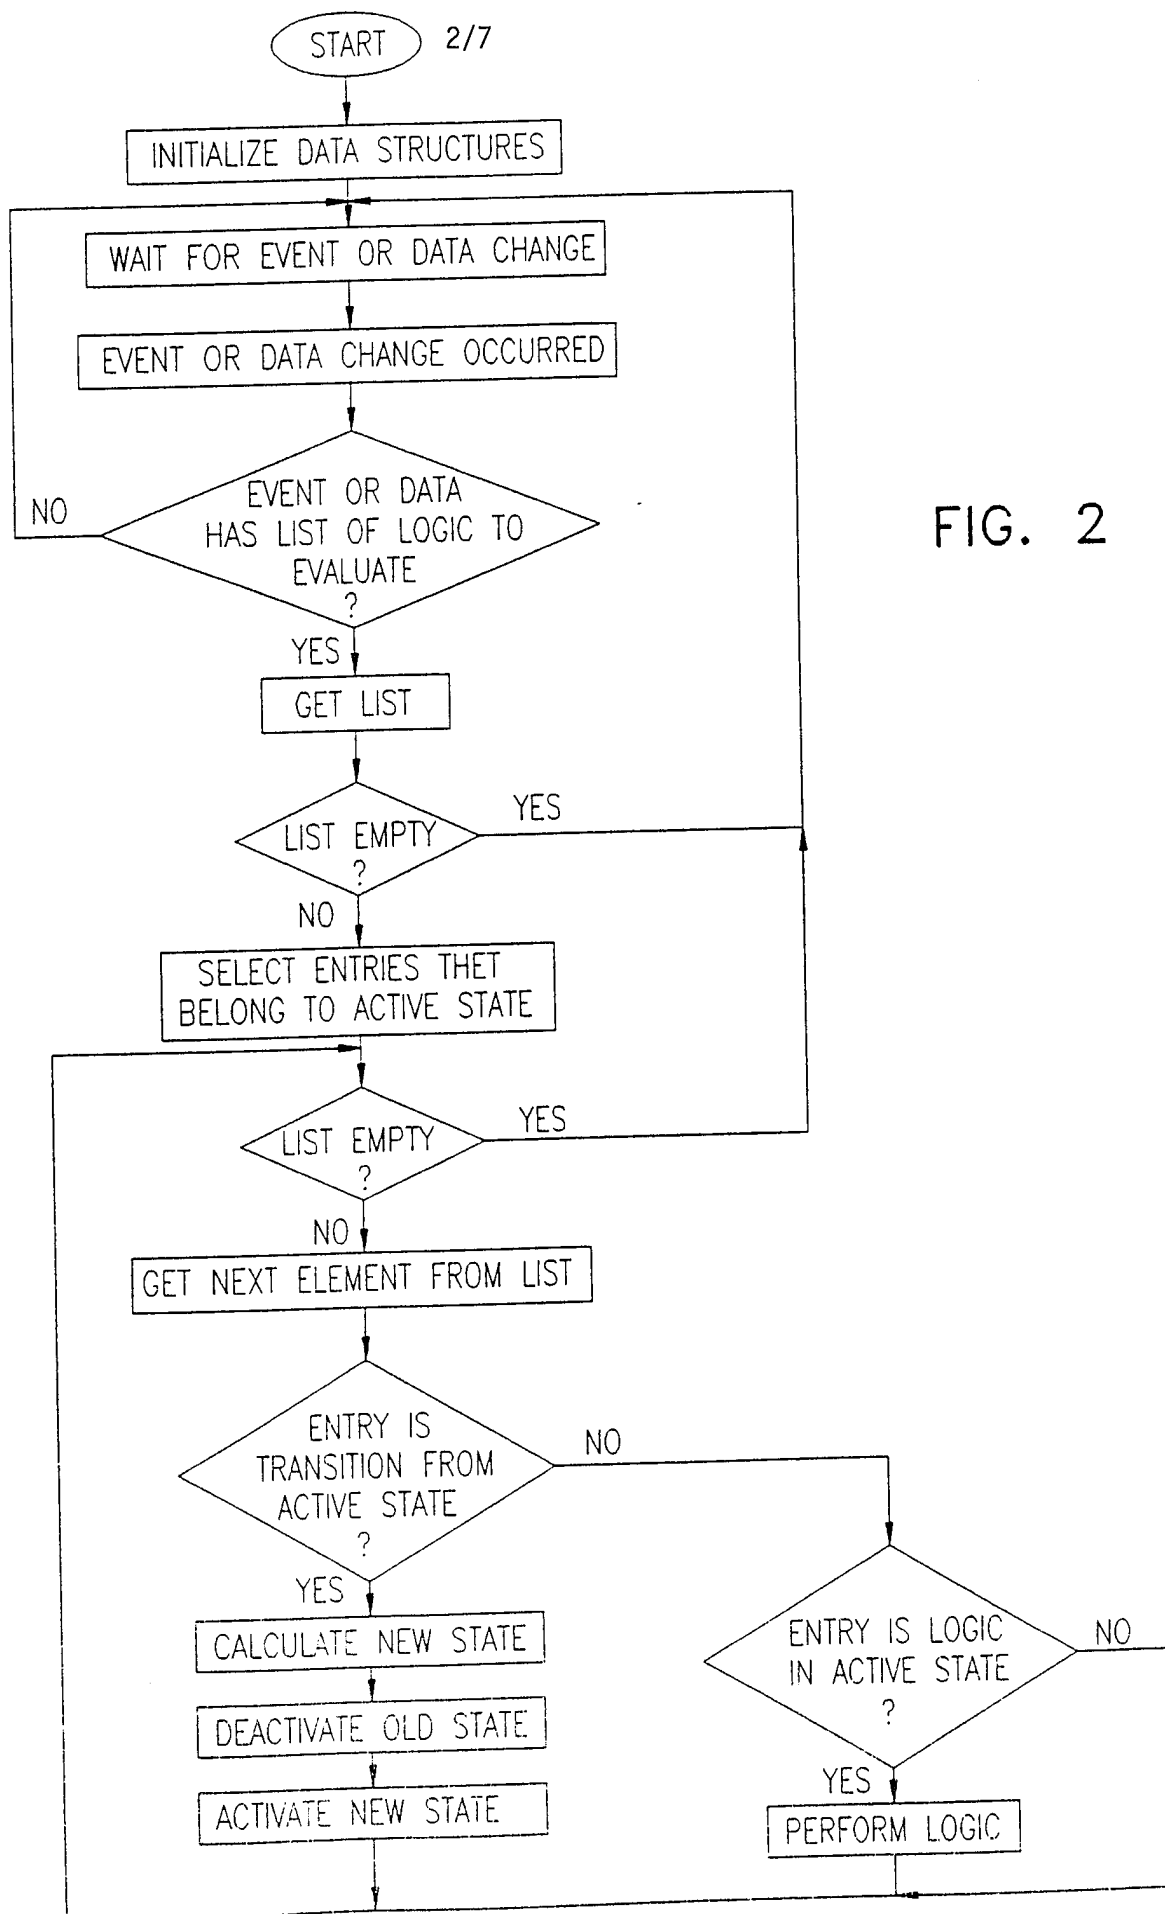 START
2/7
INITIALIZE DATA STRUCTURES
WAIT FOR EVENT OR DATA CHANGE
EVENT OR DATA CHANGE OCCURRED
EVENT OR DATA
HAS LIST OF LOGIC TO
EVALUATE
?
NO
FIG. 2
YES
GET LIST
LIST EMPTY
?
YES
NO
SELECT ENTRIES THET
BELONG TO ACTIVE STATE
LIST EMPTY
?
YES
NO
GET NEXT ELEMENT FROM LIST
ENTRY IS
TRANSITION FROM
ACTIVE STATE
?
NO
YES
CALCULATE NEW STATE
DEACTIVATE OLD STATE
ACTIVATE NEW STATE
ENTRY IS LOGIC
IN ACTIVE STATE
?
NO
YES
PERFORM LOGIC